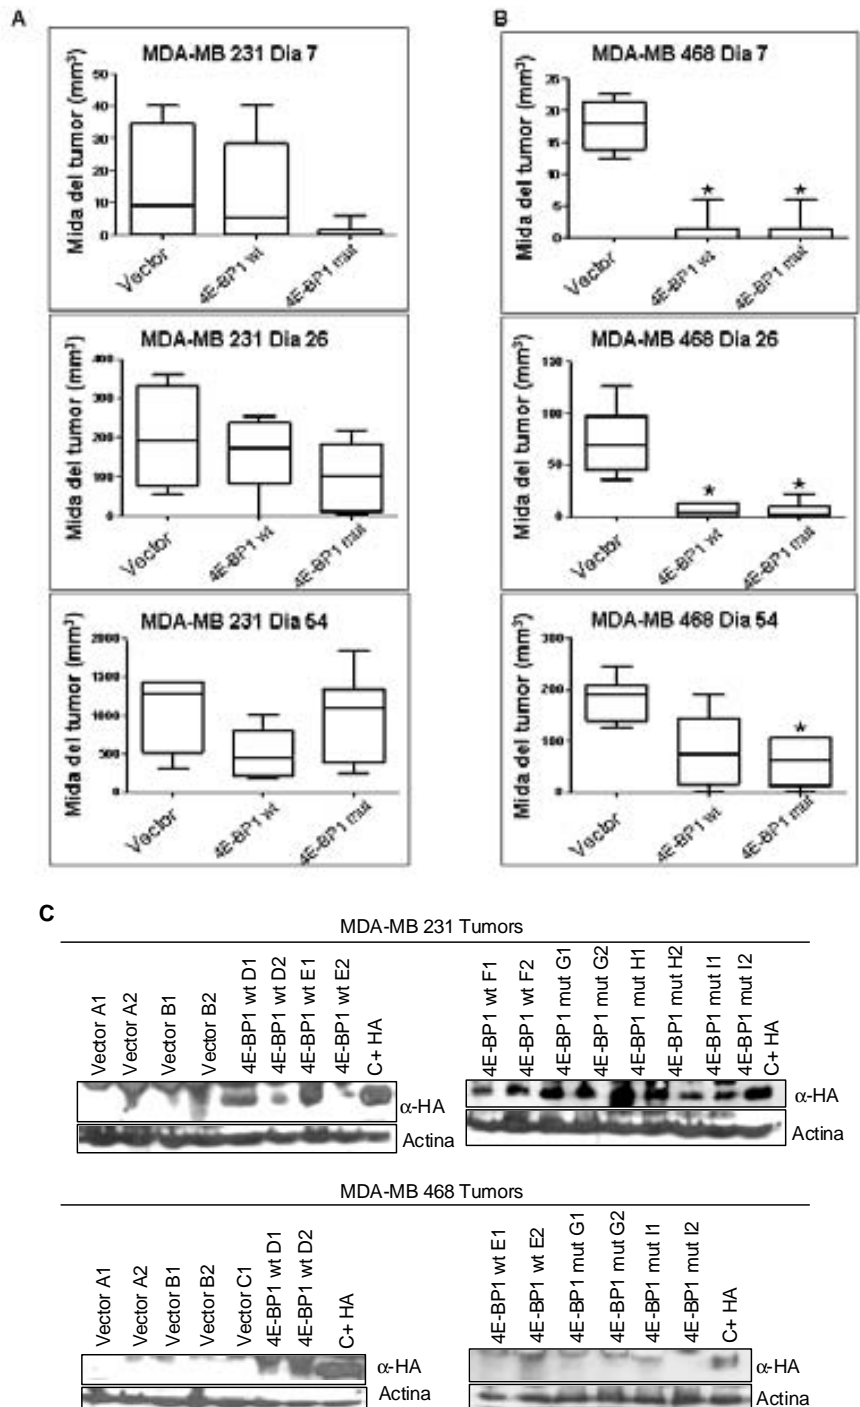 A
MDA-MB 231 Dia 7
Mida del tumor (mm³)
50
40
30
20
10
0
Vector
4E-BP1 wt
4E-BP1 mut
MDA-MB 231 Dia 26
Mida del tumor (mm³)
400
300
200
100
0
Vector
4E-BP1 wt
4E-BP1 mut
MDA-MB 231 Dia 54
Mida del tumor (mm³)
2000
1500
1000
500
0
Vector
4E-BP1 wt
4E-BP1 mut
B
MDA-MB 468 Dia 7
Mida del tumor (mm³)
25
20
15
10
5
0
*
*
Vector
4E-BP1 wt
4E-BP1 mut
MDA-MB 468 Dia 26
Mida del tumor (mm³)
150
100
50
0
*
*
Vector
4E-BP1 wt
4E-BP1 mut
MDA-MB 468 Dia 54
Mida del tumor (mm³)
300
200
100
0
*
Vector
4E-BP1 wt
4E-BP1 mut
C
MDA-MB 231 Tumors
Vector A1
Vector A2
Vector B1
Vector B2
4E-BP1 wt D1
4E-BP1 wt D2
4E-BP1 wt E1
4E-BP1 wt E2
C+ HA
α-HA
Actina
4E-BP1 wt F1
4E-BP1 wt F2
4E-BP1 mut G1
4E-BP1 mut G2
4E-BP1 mut H1
4E-BP1 mut H2
4E-BP1 mut I1
4E-BP1 mut I2
C+ HA
α-HA
Actina
MDA-MB 468 Tumors
Vector A1
Vector A2
Vector B1
Vector B2
Vector C1
4E-BP1 wt D1
4E-BP1 wt D2
C+ HA
α-HA
Actina
4E-BP1 wt E1
4E-BP1 wt E2
4E-BP1 mut G1
4E-BP1 mut G2
4E-BP1 mut I1
4E-BP1 mut I2
C+ HA
α-HA
Actina